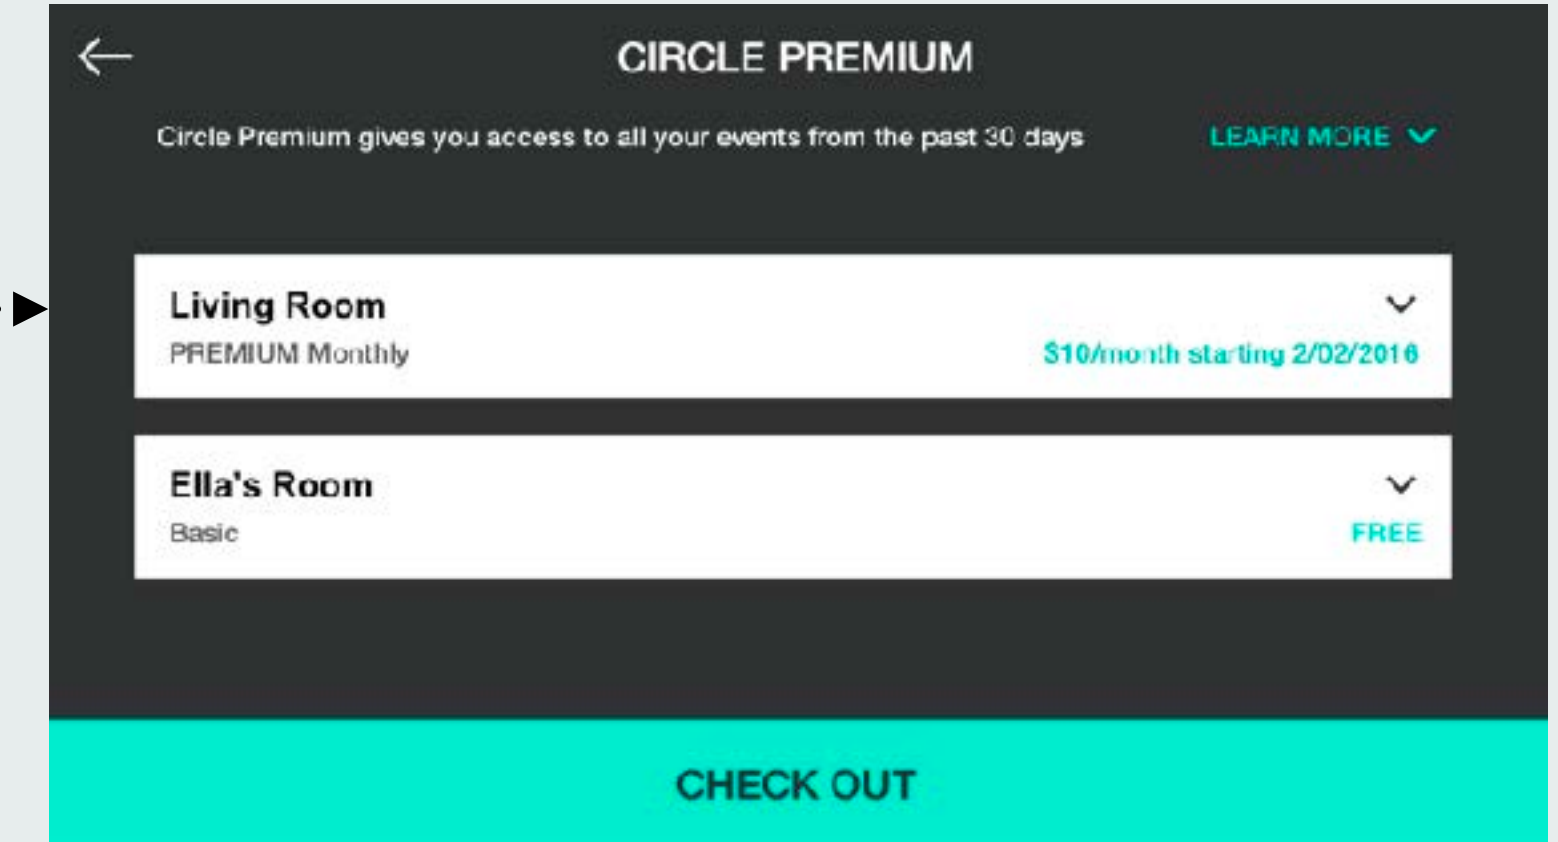 CIRCLE PREMIUM
Circle Premium gives you access to all your events from the past 30 days
LEARN MORE
Living Room
PREMIUM Monthly
$10/month starting 2/02/2016
Ella's Room
Basic
FREE
CHECK OUT